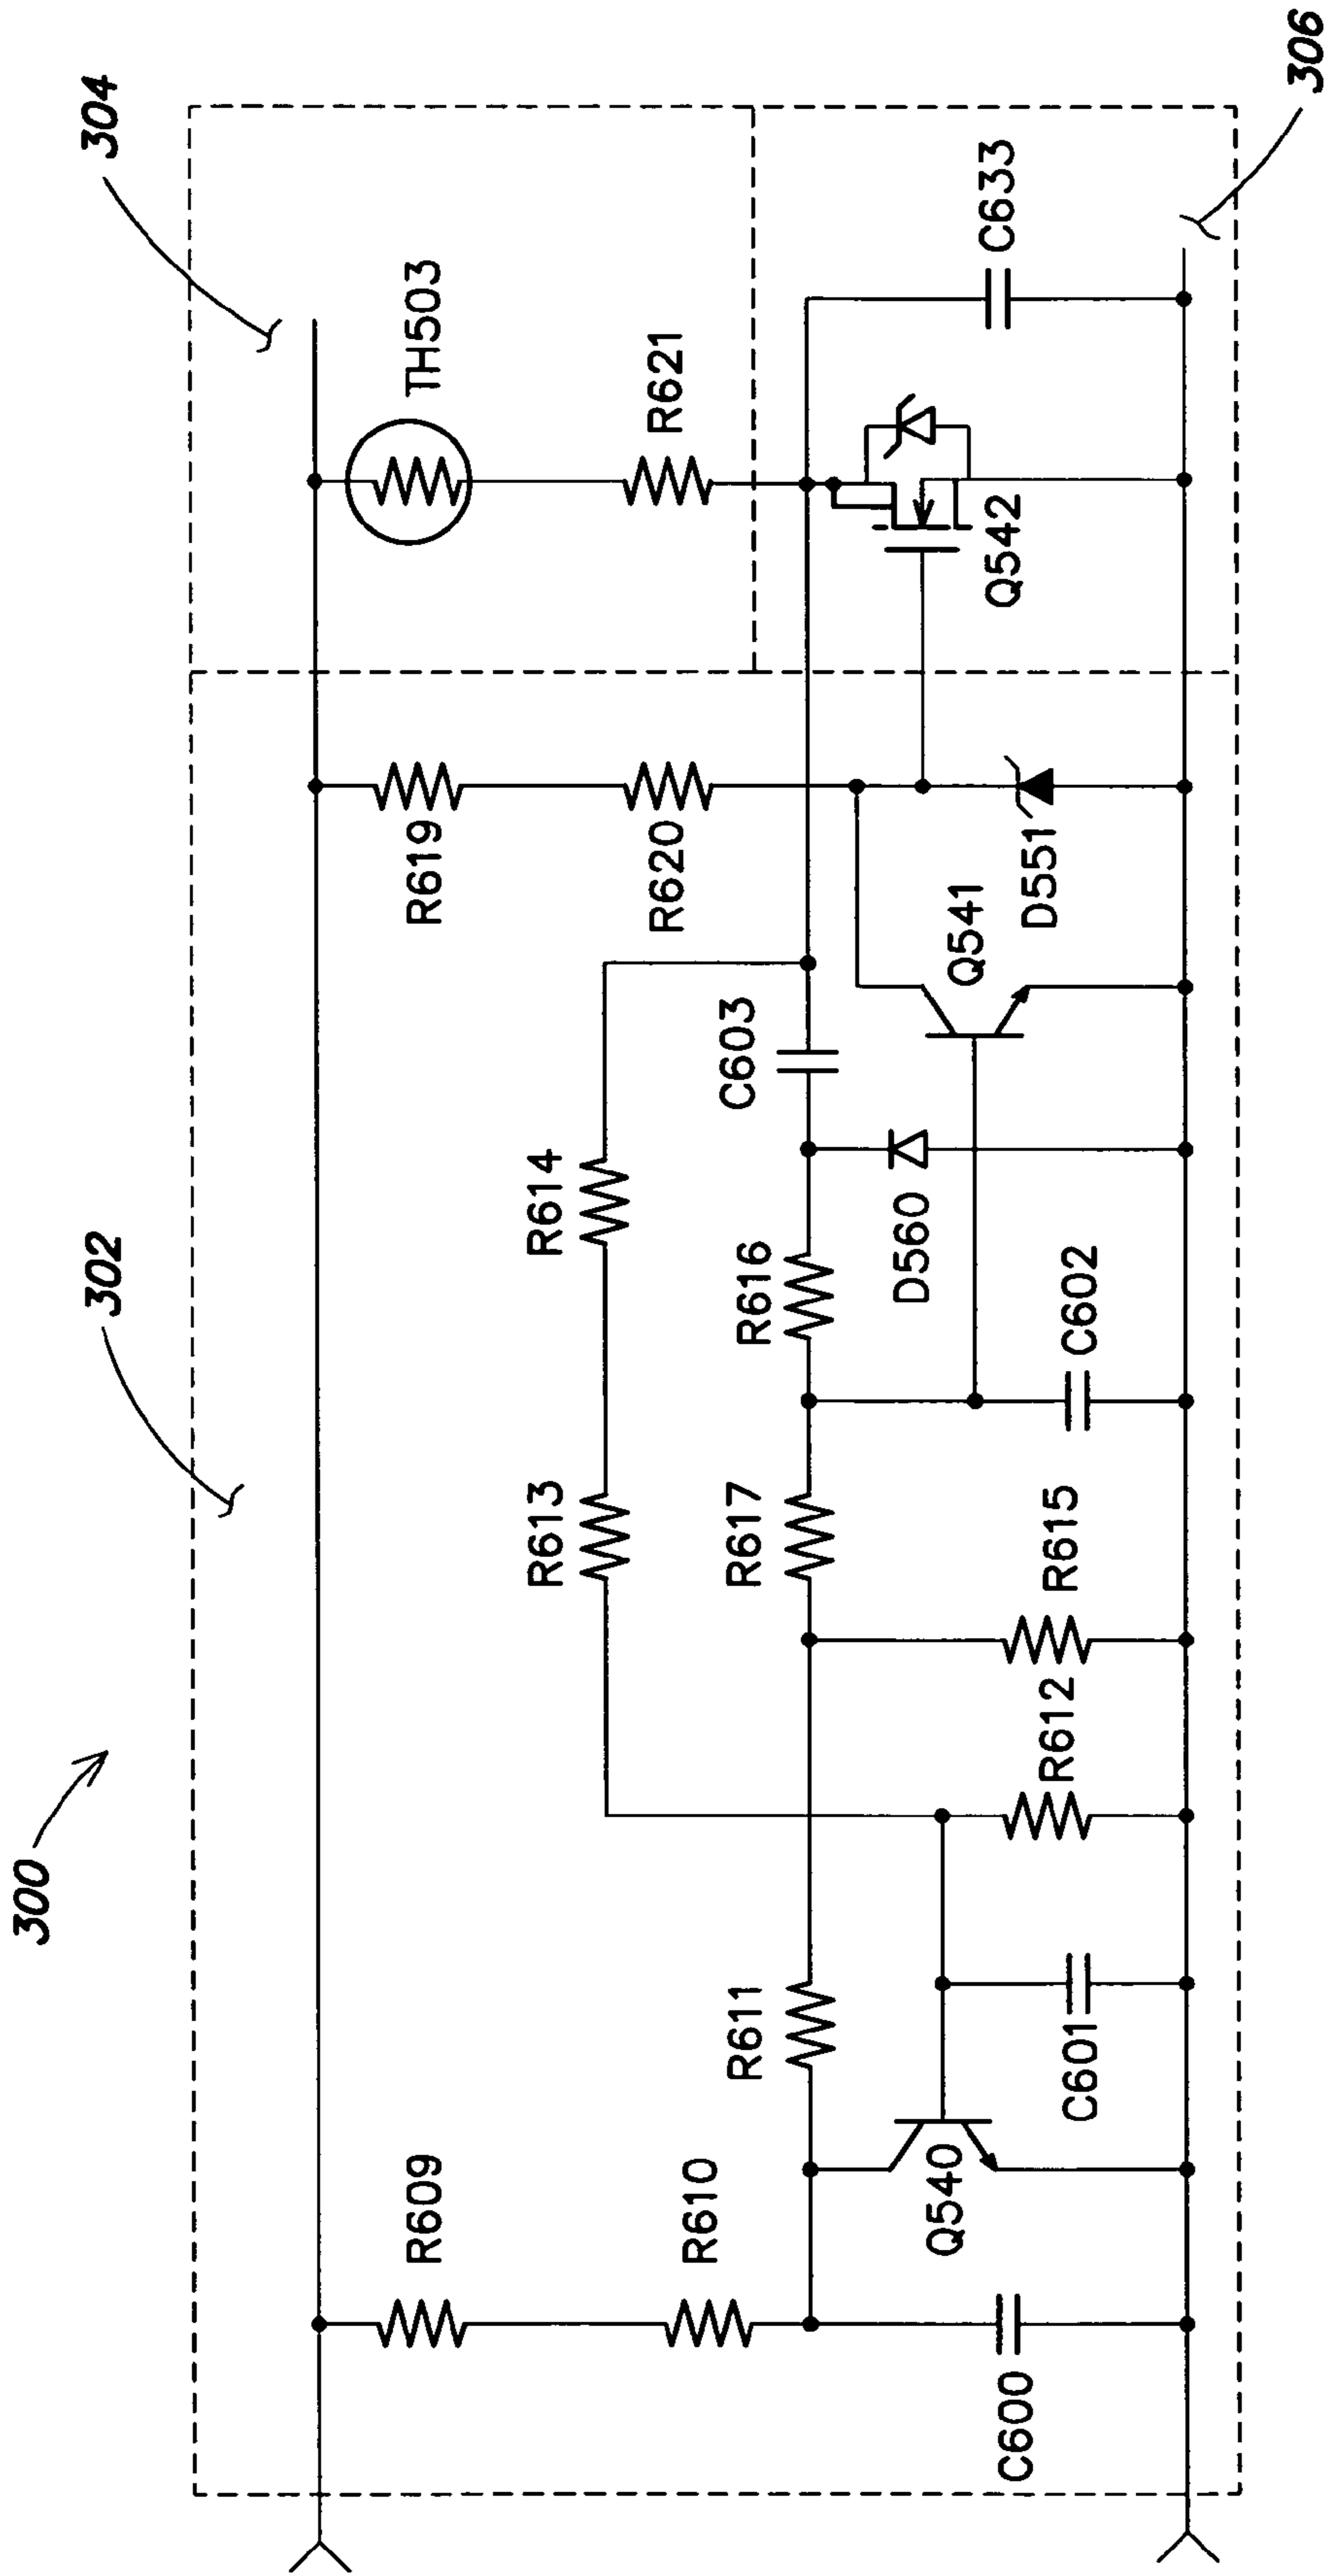 300
302
304
306
R609
R610
C600
Q540
C601
R611
R612
R615
R613
R614
R617
R616
C602
D560
C603
Q541
D551
R619
R620
TH503
R621
Q542
C633